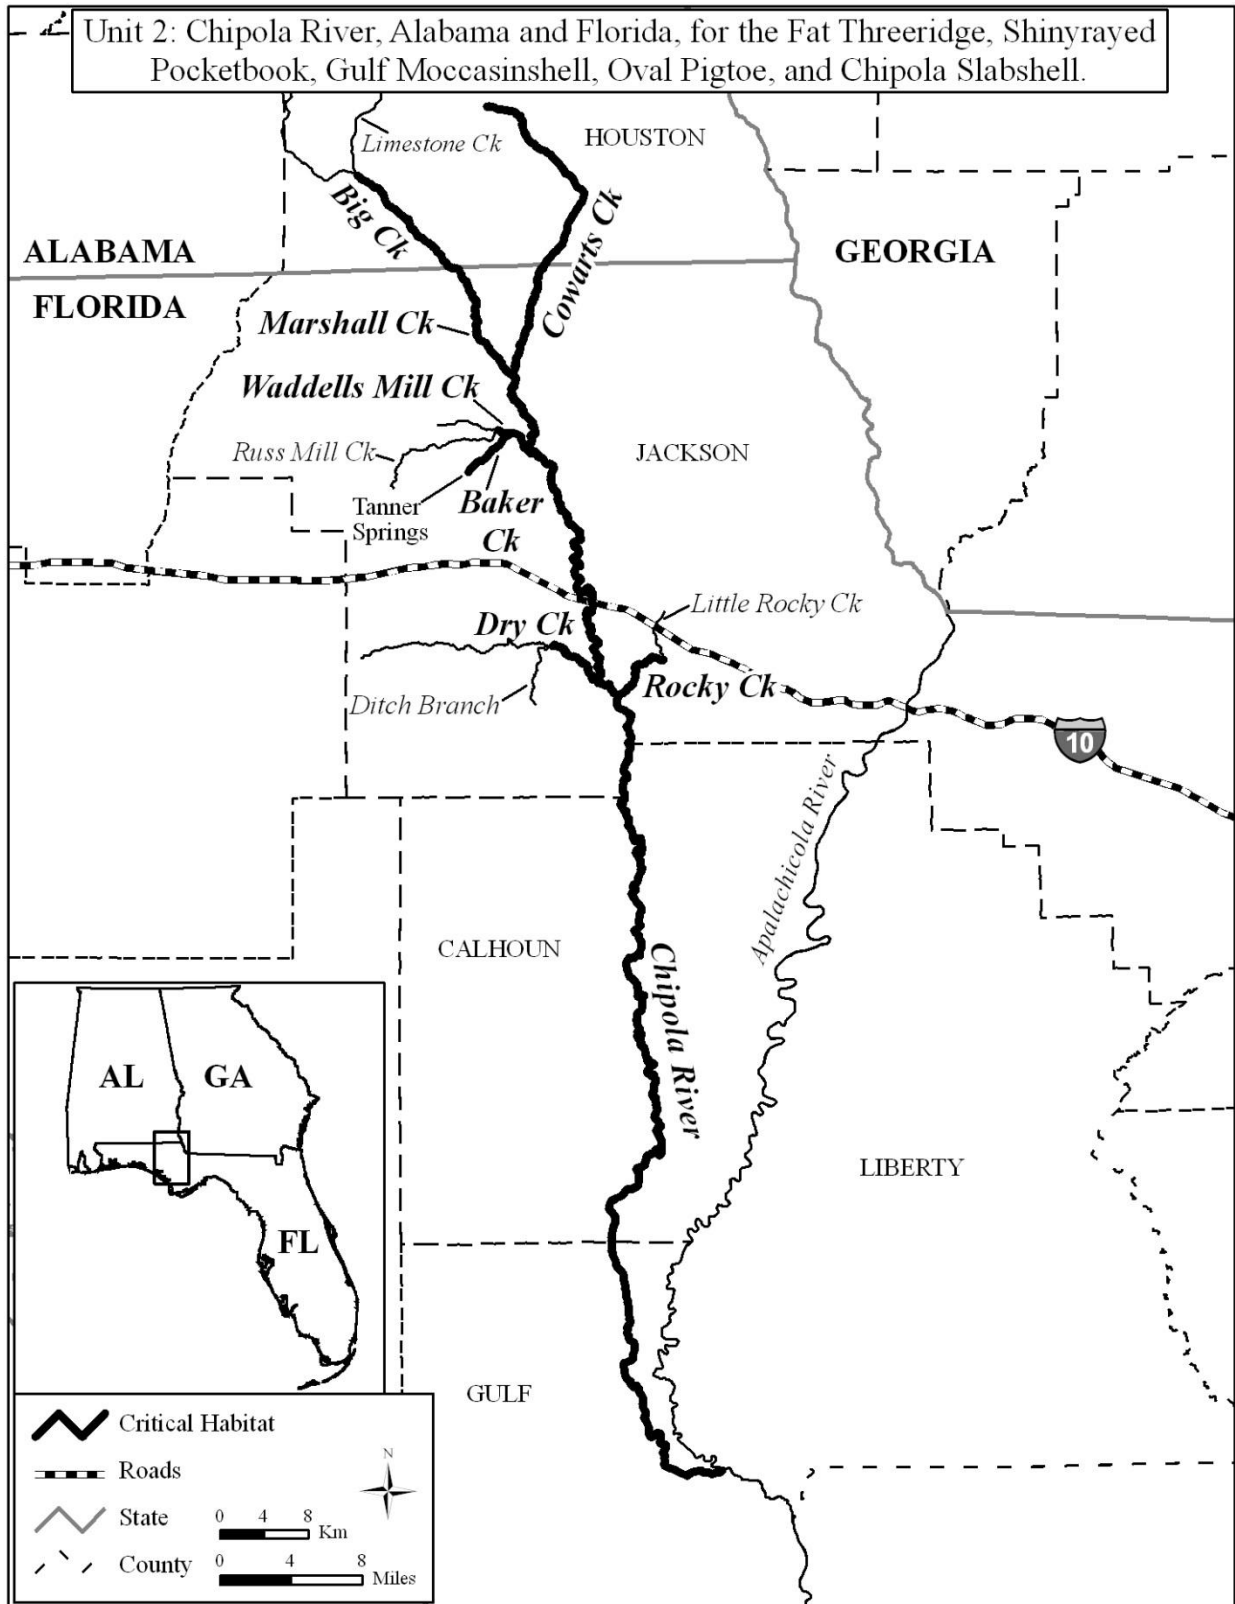 Unit 2: Chipola River, Alabama and Florida, for the Fat Threeridge, Shinyrayed
Pocketbook, Gulf Moccasinshell, Oval Pigtoe, and Chipola Slabshell.
Limestone Ck
HOUSTON
Big Ck
Cowarts Ck
ALABAMA
GEORGIA
FLORIDA
Marshall Ck
Waddells Mill Ck
Russ Mill Ck
JACKSON
Tanner
Springs
Baker
Ck
Little Rocky Ck
Dry Ck
Rocky Ck
Ditch Branch
10
Apalachicola River
CALHOUN
Chipola River
LIBERTY
AL
GA
FL
GULF
Critical Habitat
Roads
State
County
N
0 4 8
Km
0 4 8
Miles